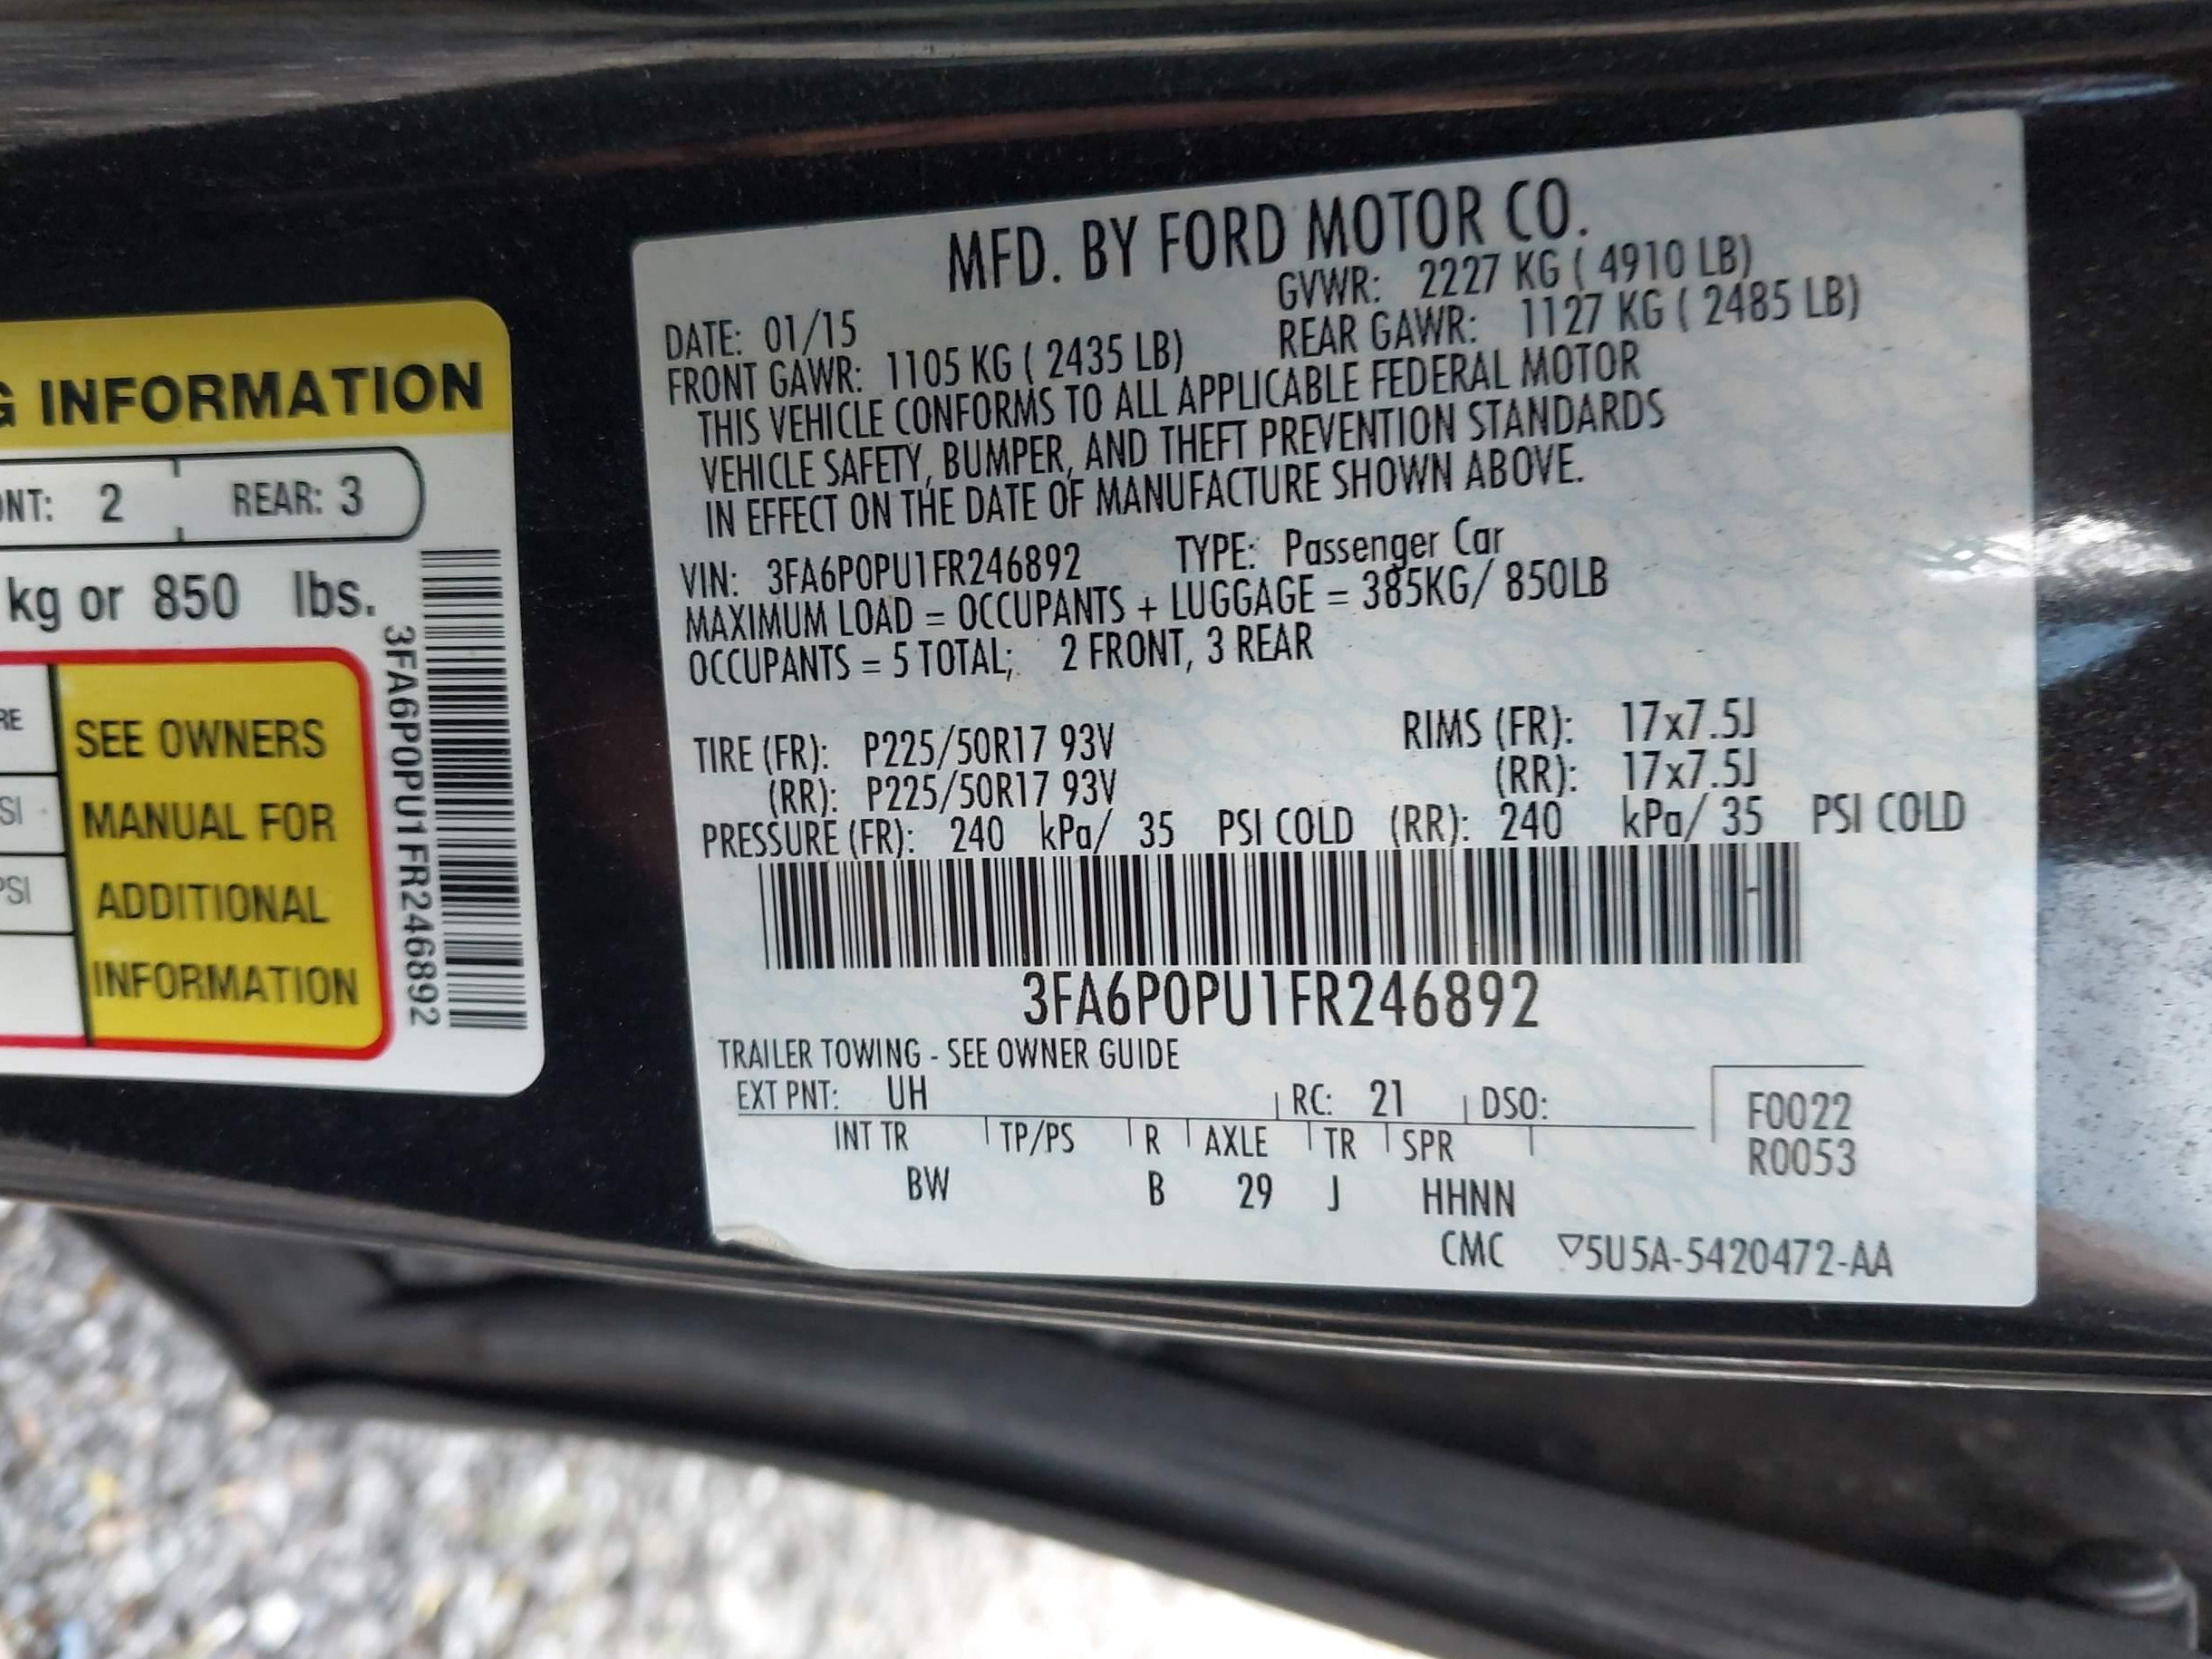 G INFORMATION
NT: 2 REAR: 3
kg or 850 lbs.
RE
SI
PSI
SEE OWNERS
MANUAL FOR
ADDITIONAL
INFORMATION
3FA6P0PU1FR246892
MFD. BY FORD MOTOR CO.
DATE: 01/15 GVWR: 2227 KG ( 4910 LB)
FRONT GAWR: 1105 KG ( 2435 LB) REAR GAWR: 1127 KG ( 2485 LB)
THIS VEHICLE CONFORMS TO ALL APPLICABLE FEDERAL MOTOR
VEHICLE SAFETY, BUMPER, AND THEFT PREVENTION STANDARDS
IN EFFECT ON THE DATE OF MANUFACTURE SHOWN ABOVE.
VIN: 3FA6P0PU1FR246892 TYPE: Passenger Car
MAXIMUM LOAD = OCCUPANTS + LUGGAGE = 385KG/ 850LB
OCCUPANTS = 5 TOTAL; 2 FRONT, 3 REAR
TIRE (FR): P225/50R17 93V RIMS (FR): 17x7.5J
(RR): P225/50R17 93V (RR): 17x7.5J
PRESSURE (FR): 240 kPa/ 35 PSI COLD (RR): 240 kPa/ 35 PSI COLD
3FA6P0PU1FR246892
TRAILER TOWING - SEE OWNER GUIDE
EXT PNT: UH RC: 21 DSO: F0022
INT TR TP/PS R AXLE TR SPR R0053
BW B 29 J HHNN
CMC ▽5U5A-5420472-AA